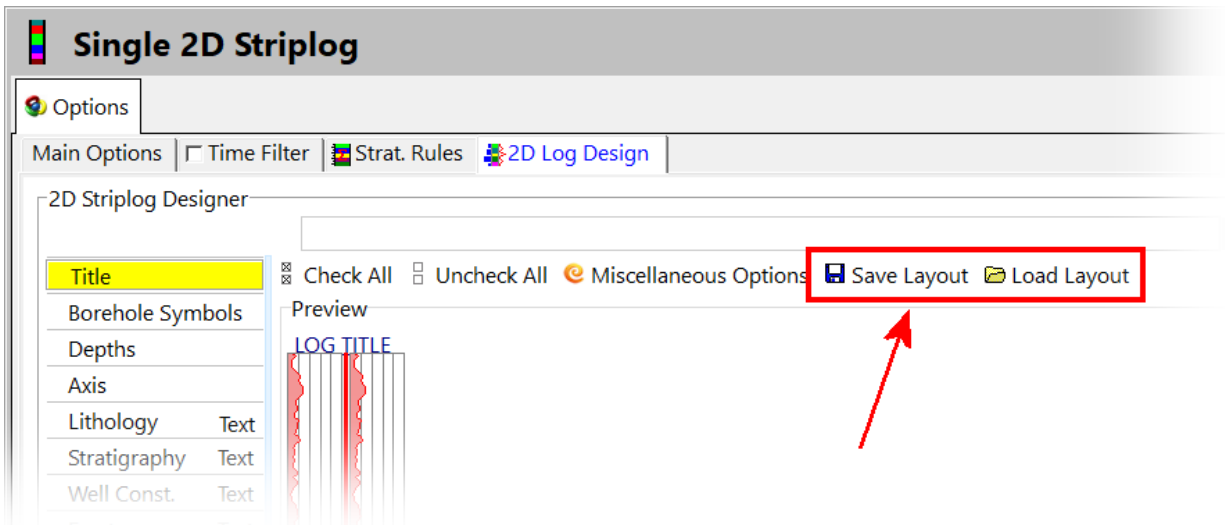 Single 2D Striplog
Options
Main Options Time Filter Strat. Rules 2D Log Design
2D Striplog Designer
Title
Check All Uncheck All Miscellaneous Options Save Layout Load Layout
Borehole Symbols
Preview
LOG TITLE
Depths
Axis
Lithology Text
Stratigraphy Text
Well Const. Text